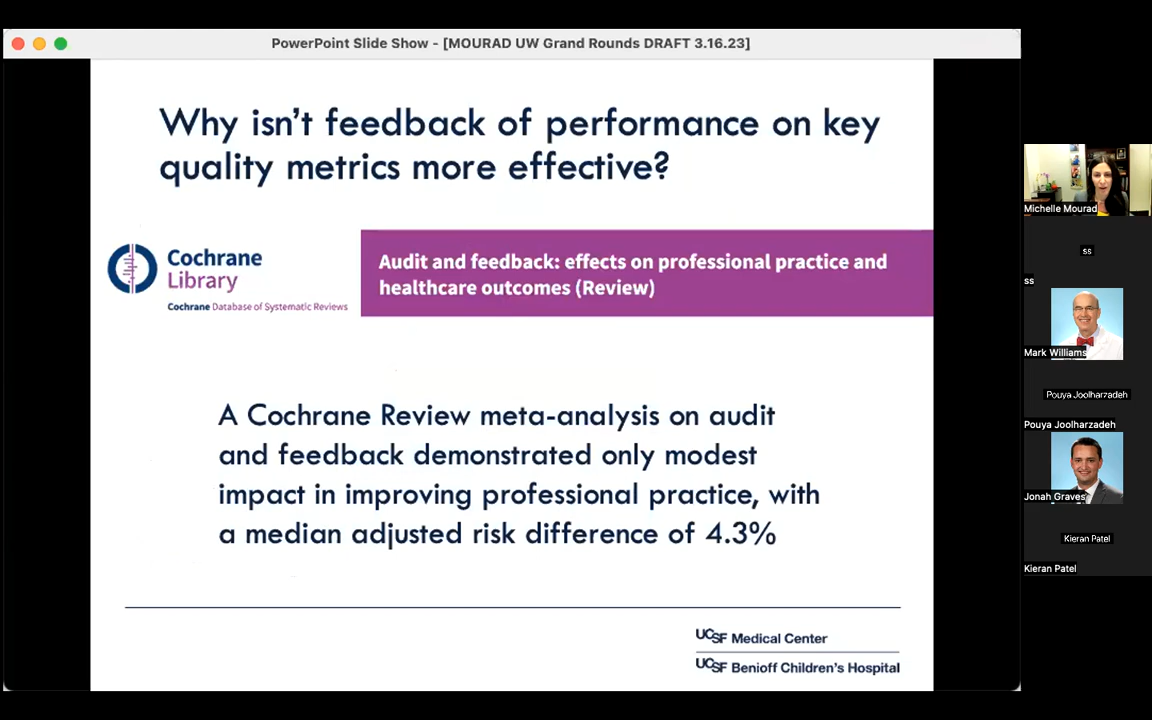 PowerPoint Slide Show - [MOURAD UW Grand Rounds DRAFT 3.16.23]
Why isn’t feedback of performance on key
quality metrics more effective?
Cochrane
Library
Cochrane Database of Systematic Reviews
Audit and feedback: effects on professional practice and
healthcare outcomes (Review)
A Cochrane Review meta-analysis on audit
and feedback demonstrated only modest
impact in improving professional practice, with
a median adjusted risk difference of 4.3%
UCSF Medical Center
UCSF Benioff Children's Hospital
Michelle Mourad
ss
ss
Mark Williams
Pouya Joolharzadeh
Pouya Joolharzadeh
Jonah Graves
Kieran Patel
Kieran Patel